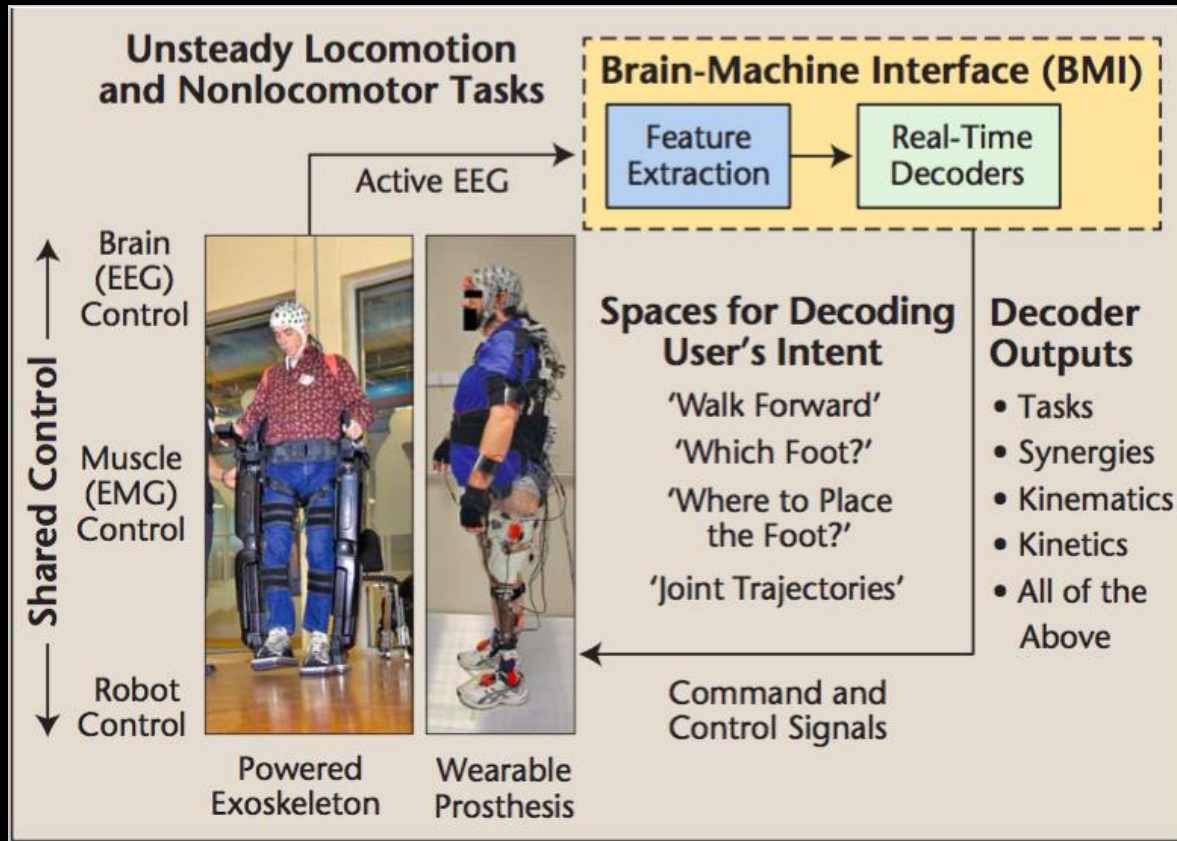 Unsteady Locomotion
and Nonlocomotor Tasks
Brain-Machine Interface (BMI)
Feature
Extraction
Real-Time
Decoders
Active EEG
Shared Control
Brain
(EEG)
Control
Muscle
(EMG)
Control
Robot
Control
Powered
Exoskeleton
Wearable
Prosthesis
Spaces for Decoding
User's Intent
'Walk Forward'
'Which Foot?'
'Where to Place
the Foot?'
'Joint Trajectories'
Decoder
Outputs
• Tasks
• Synergies
• Kinematics
• Kinetics
• All of the
Above
Command and
Control Signals